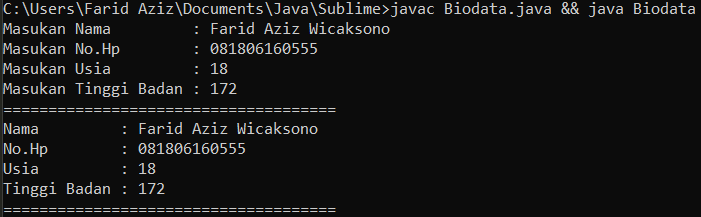 C:\Users\Farid Aziz\Documents\Java\Sublime>javac Biodata.java && java Biodata
Masukan Nama         : Farid Aziz Wicaksono
Masukan No.Hp        : 081806160555
Masukan Usia         : 18
Masukan Tinggi Badan : 172
=====================================
Nama         : Farid Aziz Wicaksono
No.Hp        : 081806160555
Usia         : 18
Tinggi Badan : 172
=====================================